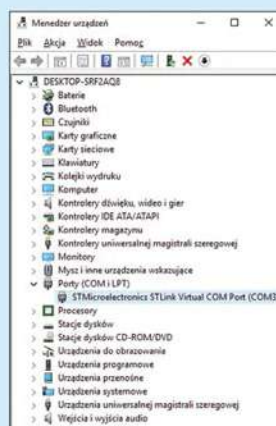 Menedżer urządzeń
Plik Akcja Widok Pomoc
DESKTOP-SRF2AQ8
Baterie
Bluetooth
Czujniki
Karty graficzne
Karty sieciowe
Klawiatury
Kolejki wydruku
Komputer
Kontrolery dźwięku, wideo i gier
Kontrolery IDE ATA/ATAPI
Kontrolery magazynu
Kontrolery uniwersalnej magistrali szeregowej
Monitory
Mysz i inne urządzenia wskazujące
Porty (COM i LPT)
STMicroelectronics STLink Virtual COM Port (COM3
Procesory
Stacje dysków
Stacje dysków CD-ROM/DVD
Urządzenia do obrazowania
Urządzenia programowe
Urządzenia przenośne
Urządzenia systemowe
Urządzenia uniwersalnej magistrali szeregowej
Wejścia i wyjścia audio